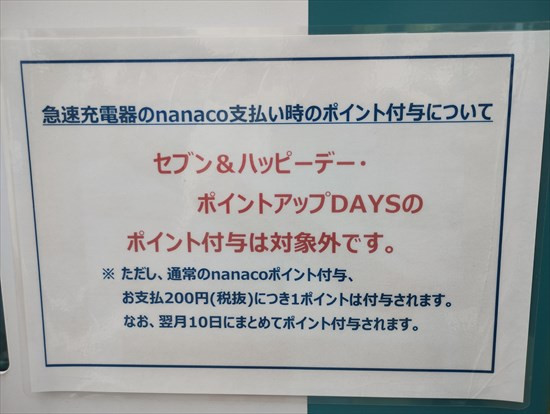 急速充電器のnanaco支払い時のポイント付与について
セブン＆ハッピーデー・
ポイントアップDAYSの
ポイント付与は対象外です。
※ ただし、通常のnanacoポイント付与、
お支払200円(税抜)につき1ポイントは付与されます。
なお、翌月10日にまとめてポイント付与されます。